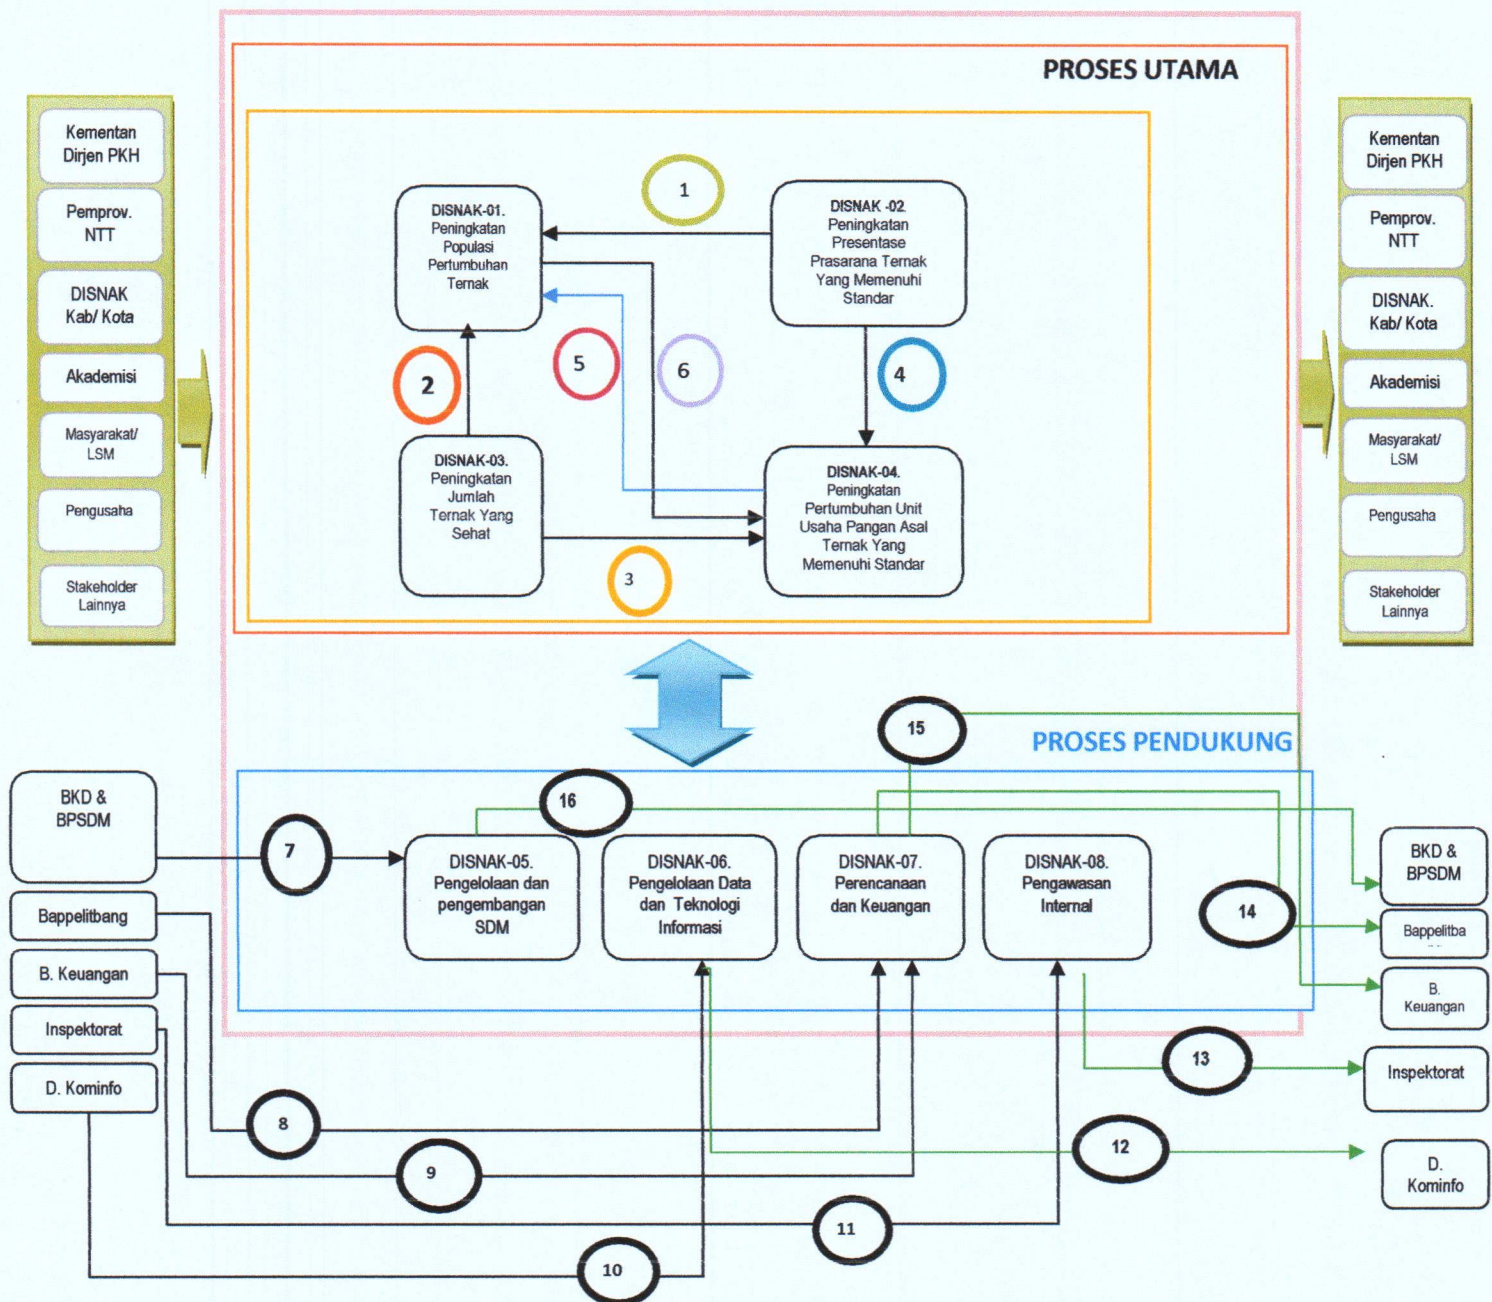 PROSES UTAMA
Kementan
Dirjen PKH
Pemprov.
NTT
DISNAK
Kab/ Kota
Akademisi
Masyarakat/
LSM
Pengusaha
Stakeholder
Lainnya
1
DISNAK-01.
Peningkatan
Populasi
Pertumbuhan
Ternak
DISNAK -02.
Peningkatan
Presentase
Prasarana Ternak
Yang Memenuhi
Standar
2
5
6
4
DISNAK-03.
Peningkatan
Jumlah
Ternak Yang
Sehat
DISNAK-04.
Peningkatan
Pertumbuhan Unit
Usaha Pangan Asal
Ternak Yang
Memenuhi Standar
3
Kementan
Dirjen PKH
Pemprov.
NTT
DISNAK.
Kab/ Kota
Akademisi
Masyarakat/
LSM
Pengusaha
Stakeholder
Lainnya
15
PROSES PENDUKUNG
BKD &
BPSDM
Bappelitbang
B. Keuangan
Inspektorat
D. Kominfo
16
7
DISNAK-05.
Pengelolaan dan
pengembangan
SDM
DISNAK-06.
Pengelolaan Data
dan Teknologi
Informasi
DISNAK-07.
Perencanaan
dan Keuangan
DISNAK-08.
Pengawasan
Internal
14
13
8
12
9
11
10
BKD &
BPSDM
Bappelitba
B.
Keuangan
Inspektorat
D.
Kominfo